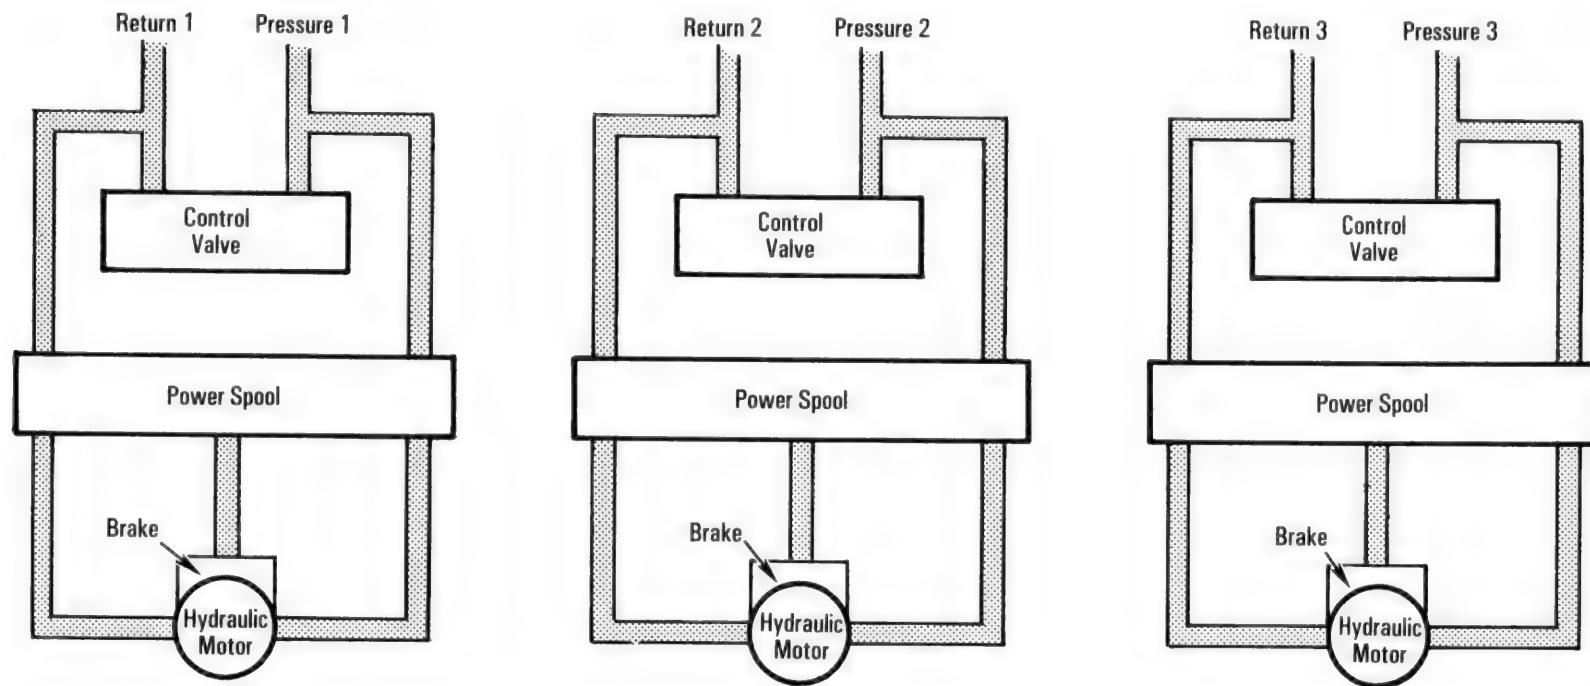 Return 1
Pressure 1
Return 2
Pressure 2
Return 3
Pressure 3
Control
Valve
Control
Valve
Control
Valve
Power Spool
Power Spool
Power Spool
Brake
Brake
Brake
Hydraulic
Motor
Hydraulic
Motor
Hydraulic
Motor